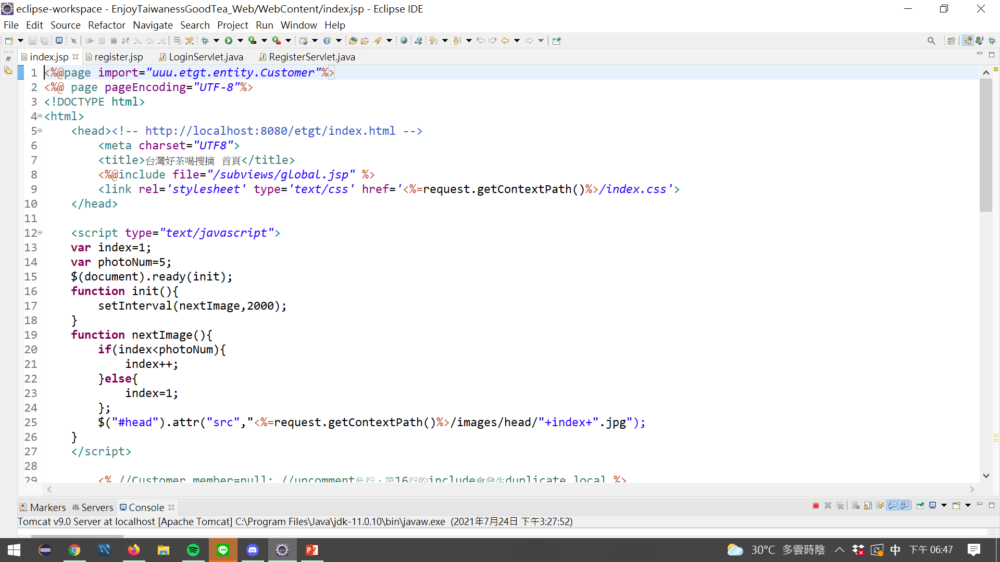 eclipse-workspace - EnjoyTaiwanessGoodTea_Web/WebContent/index.jsp - Eclipse IDE
File Edit Source Refactor Navigate Search Project Run Window Help
index.jsp register.jsp LoginServlet.java RegisterServlet.java
1 <%@page import="uuu.etgt.entity.Customer"%>
2 <%@ page pageEncoding="UTF-8"%>
3 <!DOCTYPE html>
4 <html>
5 <head><!-- http://localhost:8080/etgt/index.html -->
6 <meta charset="UTF8">
7 <title>台灣好茶喝搜摘 首頁</title>
8 <%@include file="/subviews/global.jsp" %>
9 <link rel='stylesheet' type='text/css' href='<%=request.getContextPath()%>/index.css'>
10 </head>
11
12 <script type="text/javascript">
13 var index=1;
14 var photoNum=5;
15 $(document).ready(init);
16 function init(){
17 setInterval(nextImage,2000);
18 }
19 function nextImage(){
20 if(index<photoNum){
21 index++;
22 }else{
23 index=1;
24 };
25 $("#head").attr("src","<%=request.getContextPath()%>/images/head/"+index+".jpg");
26 }
27 </script>
28
29 <% //Customer member=null; //uncomment此行，第16行的include會發生duplicate local %>
Markers Servers Console
Tomcat v9.0 Server at localhost [Apache Tomcat] C:\Program Files\Java\jdk-11.0.10\bin\javaw.exe (2021年7月24日 下午3:27:52)
LINE
30°C 多雲時陰 中 下午 06:47